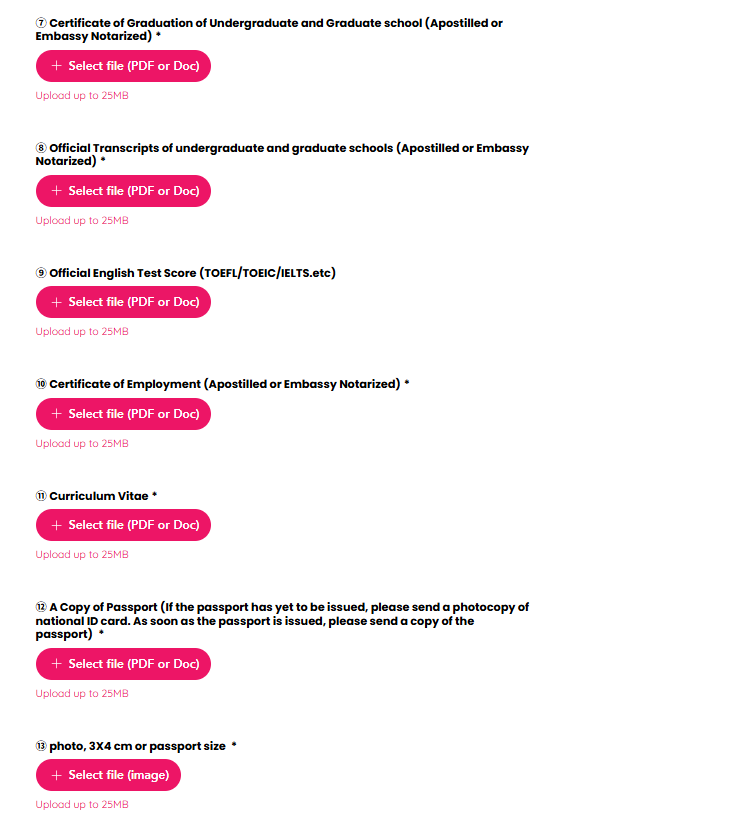 ⑦ Certificate of Graduation of Undergraduate and Graduate school (Apostilled or
Embassy Notarized) *
+ Select file (PDF or Doc)
Upload up to 25MB
⑧ Official Transcripts of undergraduate and graduate schools (Apostilled or Embassy
Notarized) *
+ Select file (PDF or Doc)
Upload up to 25MB
⑨ Official English Test Score (TOEFL/TOEIC/IELTS.etc)
+ Select file (PDF or Doc)
Upload up to 25MB
⑩ Certificate of Employment (Apostilled or Embassy Notarized) *
+ Select file (PDF or Doc)
Upload up to 25MB
⑪ Curriculum Vitae *
+ Select file (PDF or Doc)
Upload up to 25MB
⑫ A Copy of Passport (If the passport has yet to be issued, please send a photocopy of
national ID card. As soon as the passport is issued, please send a copy of the
passport) *
+ Select file (PDF or Doc)
Upload up to 25MB
⑬ photo, 3X4 cm or passport size *
+ Select file (image)
Upload up to 25MB